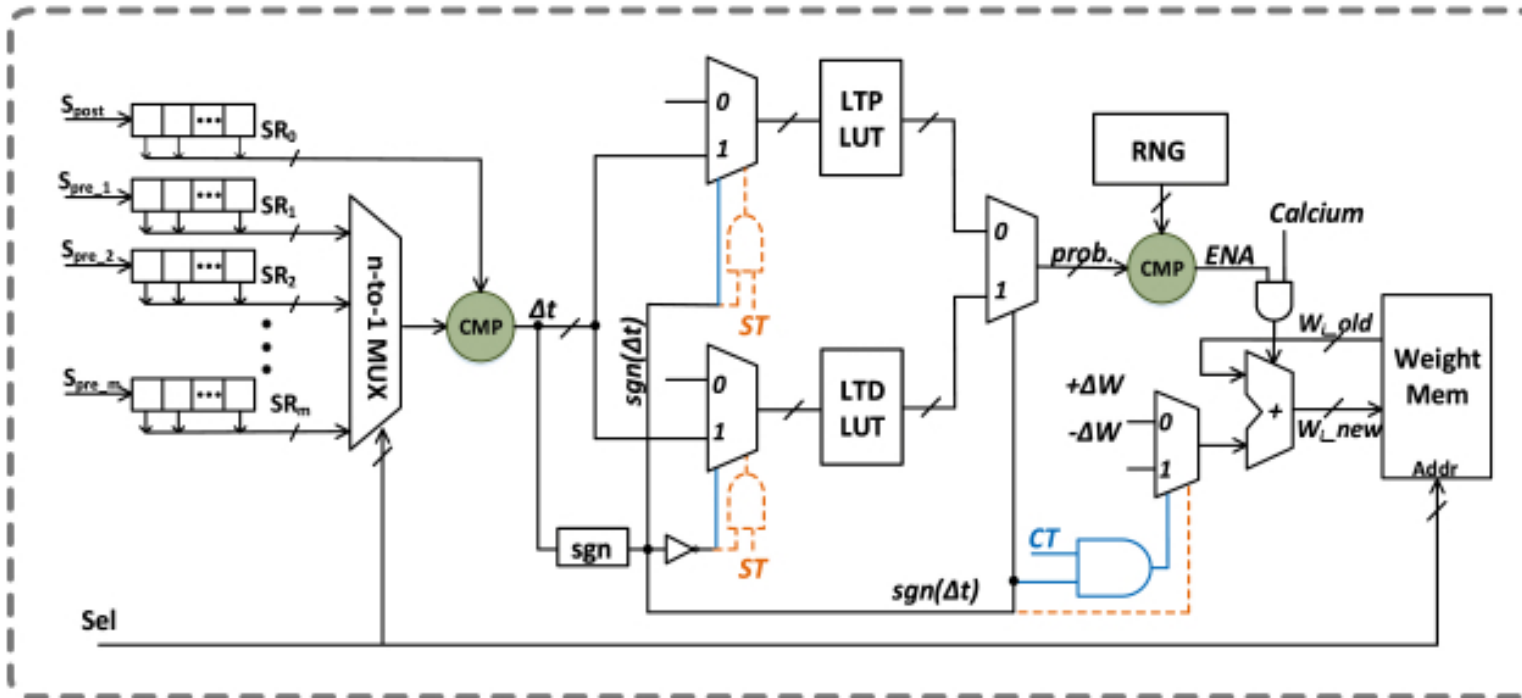 S_post
SR_0
S_pre_1
SR_1
S_pre_2
SR_2
S_pre_m
SR_m
n-to-1 MUX
CMP
Δt
sgn(Δt)
sgn
0
1
ST
LTP
LUT
0
1
ST
LTD
LUT
0
1
prob.
RNG
CMP
ENA
Calcium
+ΔW
-ΔW
0
1
+
W_i_old
W_i_new
Weight
Mem
Addr
CT
sgn(Δt)
Sel